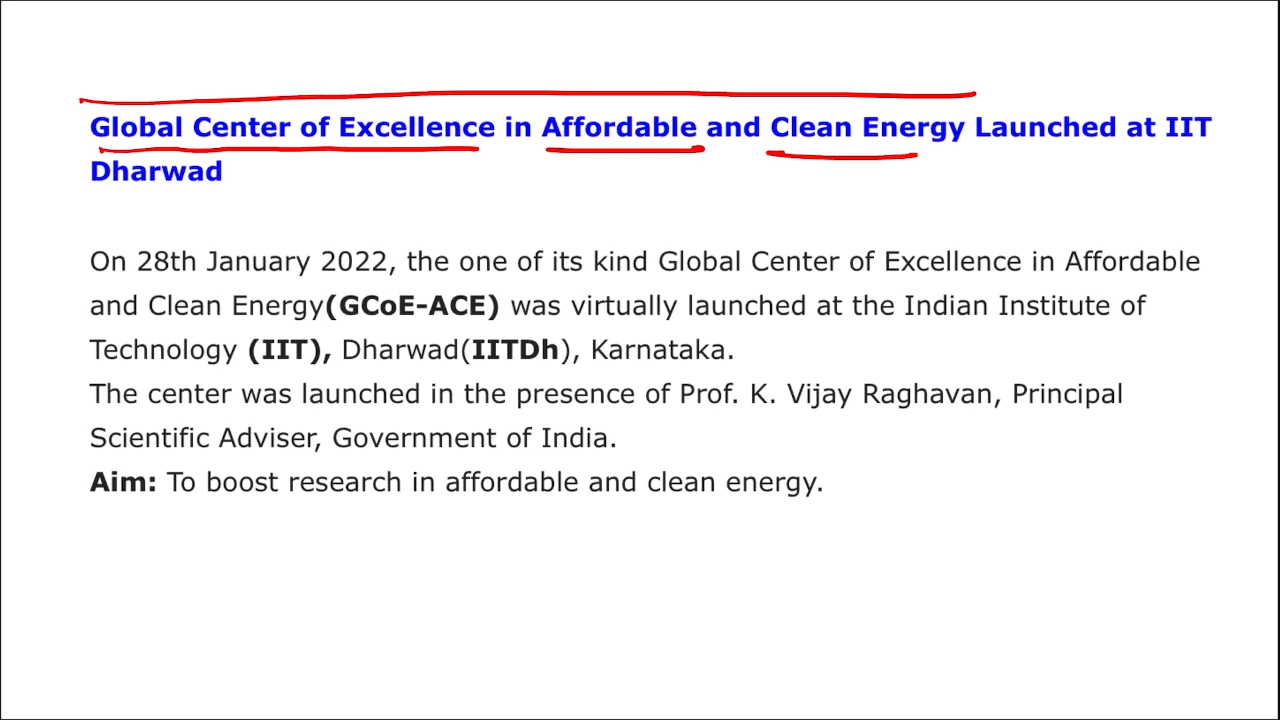 Global Center of Excellence in Affordable and Clean Energy Launched at IIT
Dharwad
On 28th January 2022, the one of its kind Global Center of Excellence in Affordable
and Clean Energy(GCoE-ACE) was virtually launched at the Indian Institute of
Technology (IIT), Dharwad(IITDh), Karnataka.
The center was launched in the presence of Prof. K. Vijay Raghavan, Principal
Scientific Adviser, Government of India.
Aim: To boost research in affordable and clean energy.